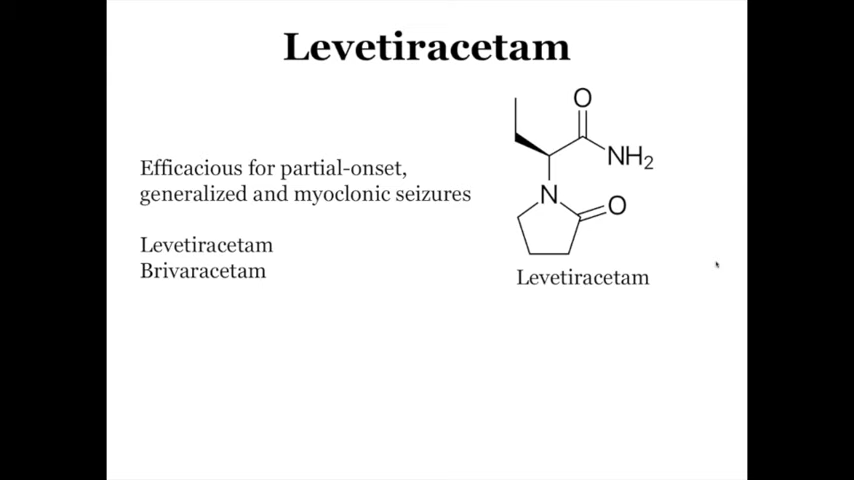 Levetiracetam
Efficacious for partial-onset,
generalized and myoclonic seizures
Levetiracetam
Brivaracetam
O
NH2
N
O
Levetiracetam